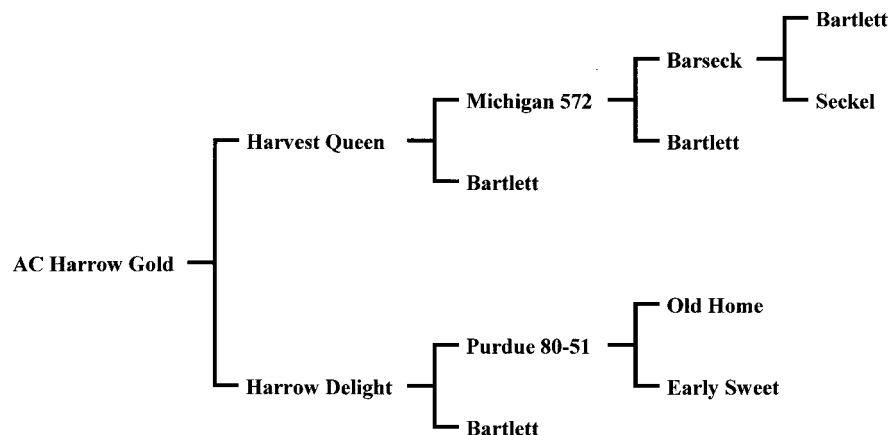 Bartlett
Barseck
Michigan 572
Seckel
Harvest Queen
Bartlett
Bartlett
AC Harrow Gold
Old Home
Purdue 80-51
Harrow Delight
Early Sweet
Bartlett